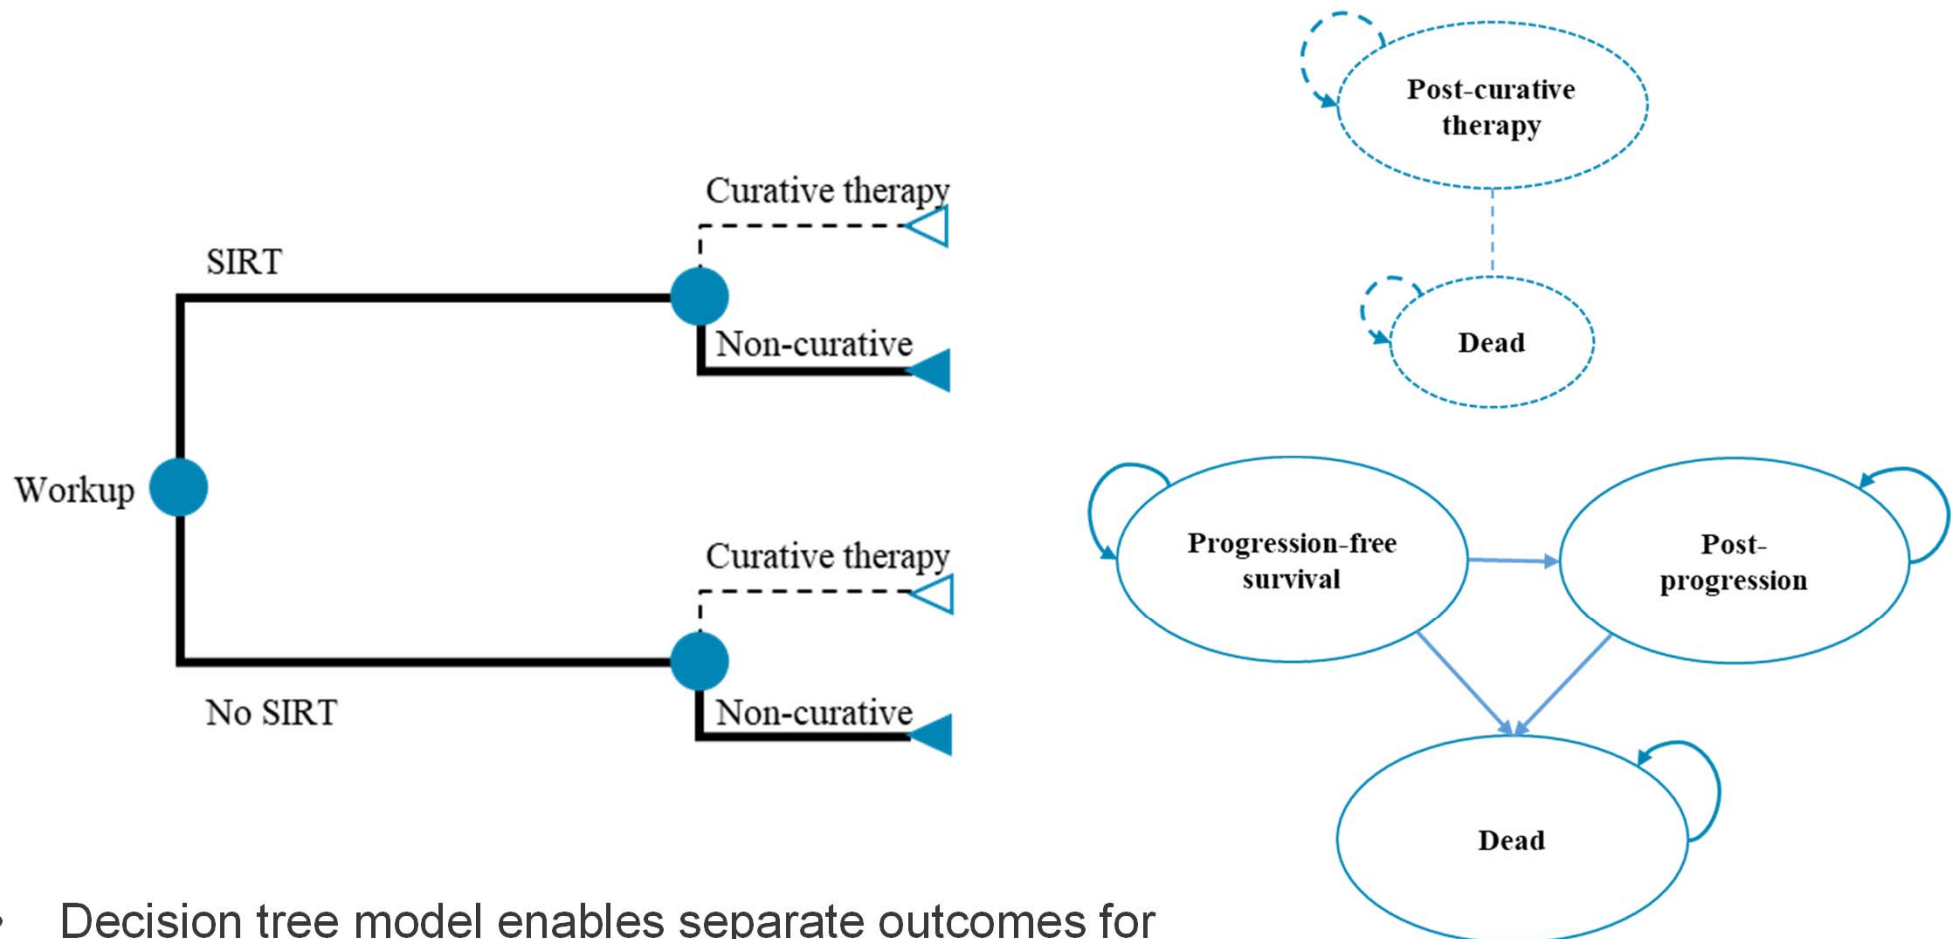 Curative therapy
SIRT
Non-curative
Workup
Curative therapy
No SIRT
Non-curative
Post-curative
therapy
Dead
Progression-free
survival
Post-
progression
Dead
• Decision tree model enables separate outcomes for